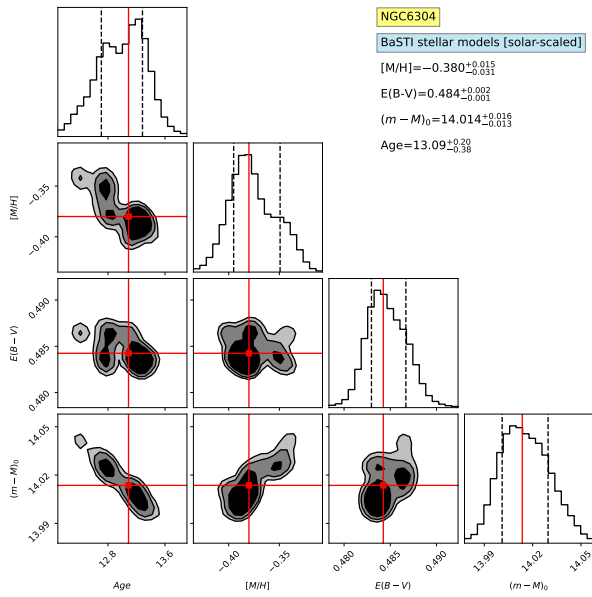 NGC6304
BaSTI stellar models [solar-scaled]
[M/H]=−0.380+0.015−0.031
E(B-V)=0.484+0.002−0.001
(m − M)0=14.014+0.016−0.013
Age=13.09+0.20−0.38
[M/H]
−0.35
−0.40
E(B − V)
0.490
0.485
0.480
(m − M)0
14.05
14.02
13.99
12.8 13.6
−0.40 −0.35
0.480 0.485 0.490
13.99 14.02 14.05
Age [M/H] E(B − V) (m − M)0